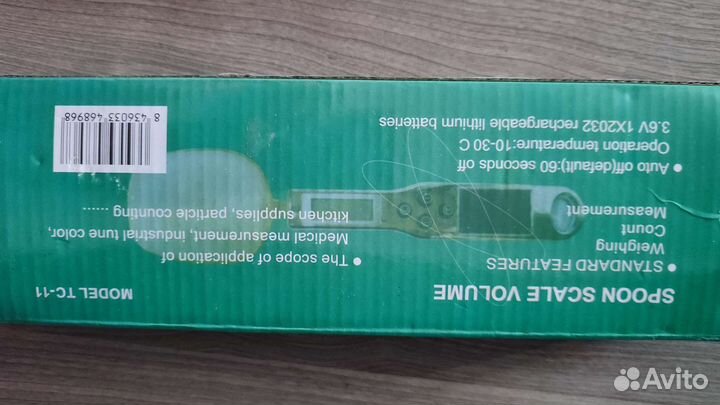 SPOON SCALE VOLUME
MODEL TC-11
● STANDARD FEATURES
Weighing
Count
Measurement
● Auto off(default):60 seconds off
Operation temperature:10-30 C
3.6V 1X2032 rechargeable lithium batteries
● The scope of application of
Medical measurement, industrial tune color,
Kitchen supplies, particle counting ......
8 436033 468968
Avito